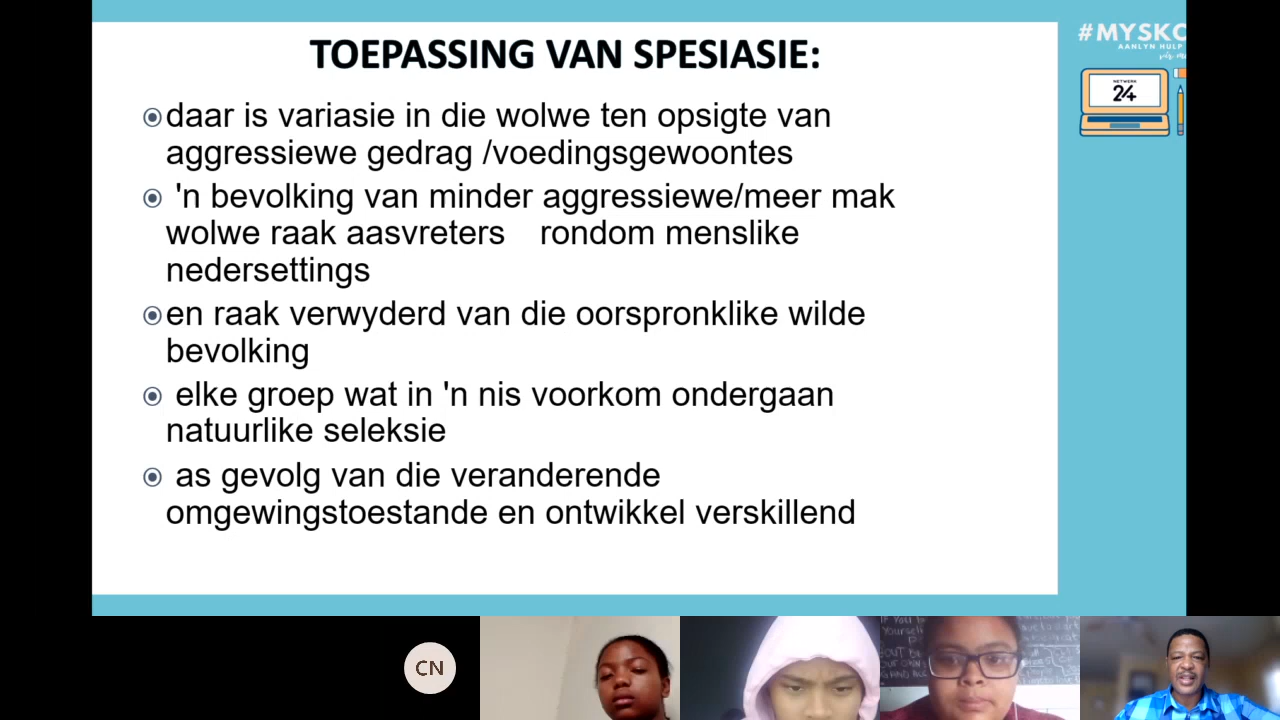 TOEPASSING VAN SPESIASIE:
daar is variasie in die wolwe ten opsigte van
aggressiewe gedrag /voedingsgewoontes
'n bevolking van minder aggressiewe/meer mak
wolwe raak aasvreters rondom menslike
nedersettings
en raak verwyderd van die oorspronklike wilde
bevolking
elke groep wat in 'n nis voorkom ondergaan
natuurlike seleksie
as gevolg van die veranderende
omgewingstoestande en ontwikkel verskillend
#MYSKO
AANLYN HULP
NETWERK
24
CN